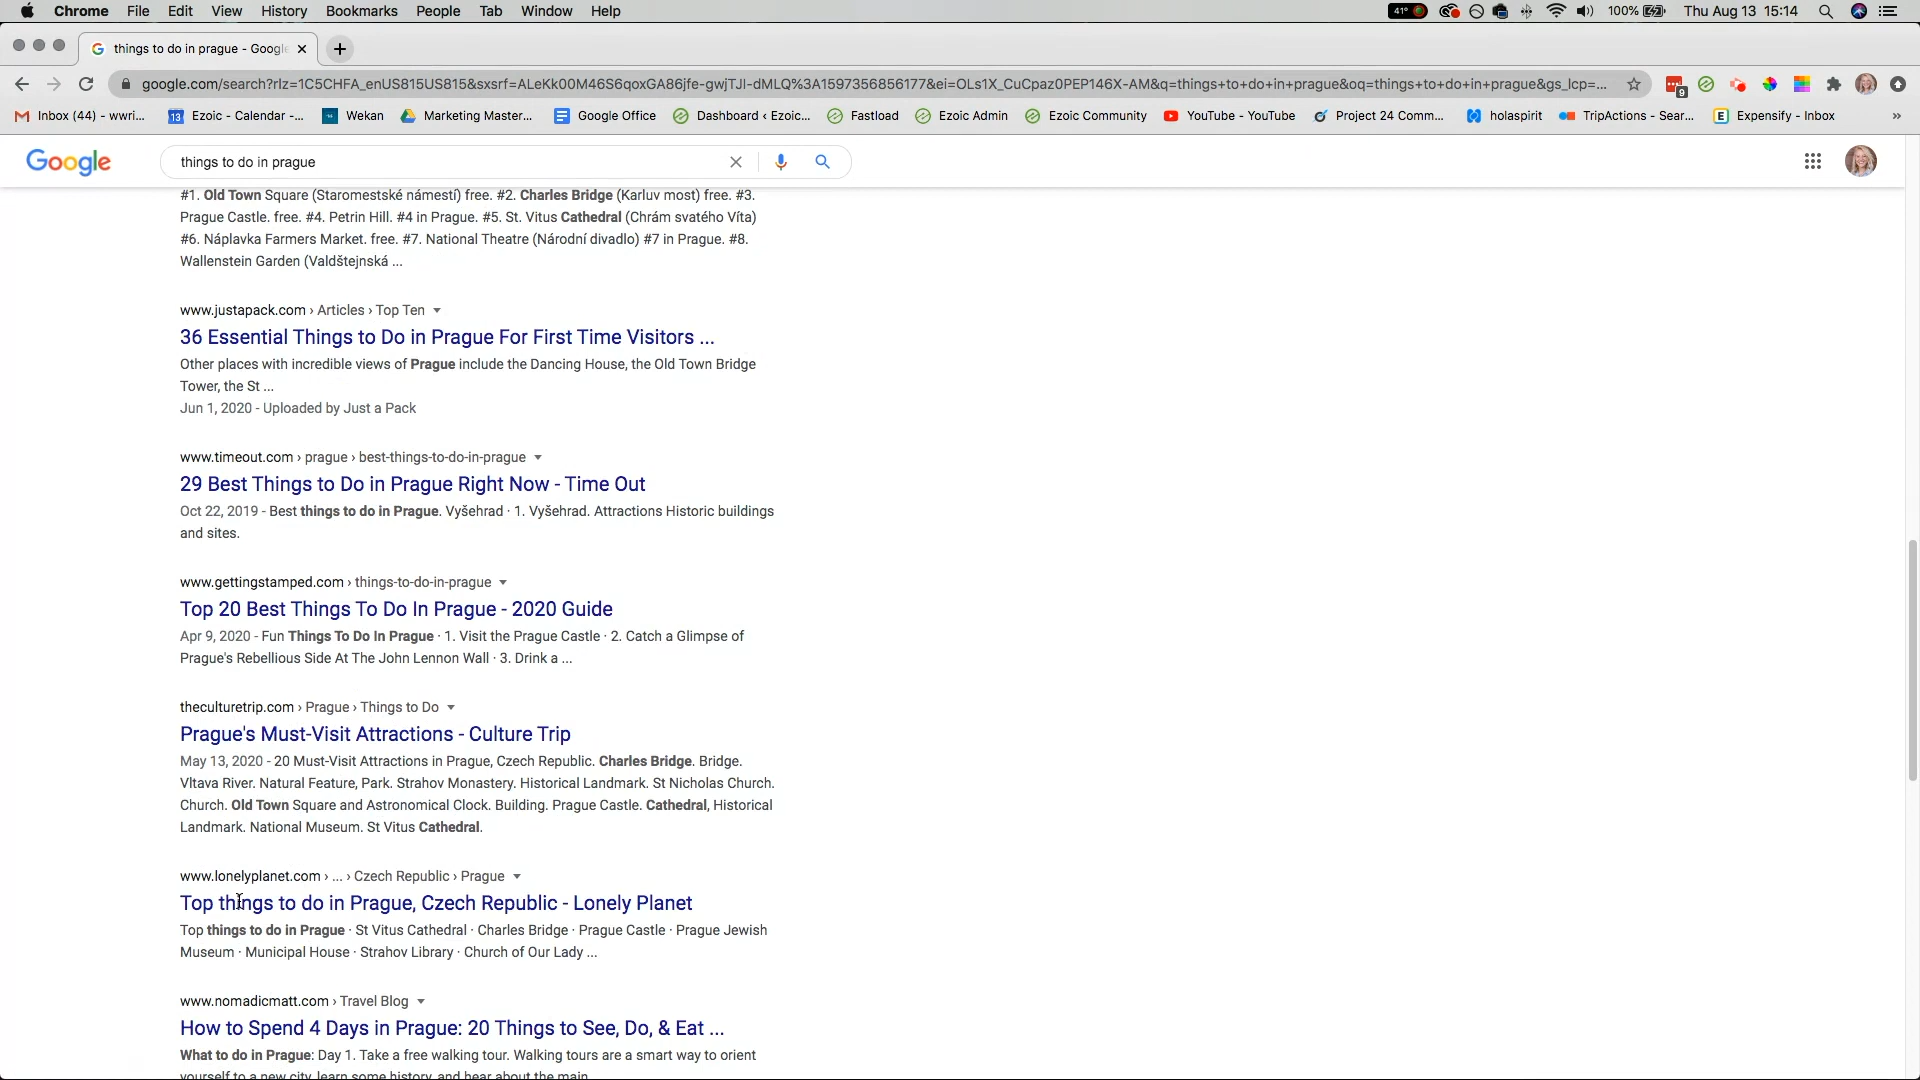 Chrome File Edit View History Bookmarks People Tab Window Help 41° 100% Thu Aug 13 15:14
things to do in prague - Google
google.com/search?rlz=1C5CHFA_enUS815US815&sxsrf=ALeKk00M46S6qoxGA86jfe-gwjTJI-dMLQ%3A1597356856177&ei=OLs1X_CuCpaz0PEP146X-AM&q=things+to+do+in+prague&oq=things+to+do+in+prague&gs_lcp=... 9
Inbox (44) - wwri... 13 Ezoic - Calendar -... Wekan Marketing Master... Google Office Dashboard ‹ Ezoic... Fastload Ezoic Admin Ezoic Community YouTube - YouTube Project 24 Comm... holaspirit TripActions - Sear... Expensify - Inbox »
Google things to do in prague
#1. Old Town Square (Staromestské námestí) free. #2. Charles Bridge (Karluv most) free. #3.
Prague Castle. free. #4. Petrin Hill. #4 in Prague. #5. St. Vitus Cathedral (Chrám svatého Víta)
#6. Náplavka Farmers Market. free. #7. National Theatre (Národní divadlo) #7 in Prague. #8.
Wallenstein Garden (Valdštejnská ...
www.justapack.com › Articles › Top Ten
36 Essential Things to Do in Prague For First Time Visitors ...
Other places with incredible views of Prague include the Dancing House, the Old Town Bridge
Tower, the St ...
Jun 1, 2020 - Uploaded by Just a Pack
www.timeout.com › prague › best-things-to-do-in-prague
29 Best Things to Do in Prague Right Now - Time Out
Oct 22, 2019 - Best things to do in Prague. Vyšehrad · 1. Vyšehrad. Attractions Historic buildings
and sites.
www.gettingstamped.com › things-to-do-in-prague
Top 20 Best Things To Do In Prague - 2020 Guide
Apr 9, 2020 - Fun Things To Do In Prague · 1. Visit the Prague Castle · 2. Catch a Glimpse of
Prague's Rebellious Side At The John Lennon Wall · 3. Drink a ...
theculturetrip.com › Prague › Things to Do
Prague's Must-Visit Attractions - Culture Trip
May 13, 2020 - 20 Must-Visit Attractions in Prague, Czech Republic. Charles Bridge. Bridge.
Vltava River. Natural Feature, Park. Strahov Monastery. Historical Landmark. St Nicholas Church.
Church. Old Town Square and Astronomical Clock. Building. Prague Castle. Cathedral, Historical
Landmark. National Museum. St Vitus Cathedral.
www.lonelyplanet.com › ... › Czech Republic › Prague
Top things to do in Prague, Czech Republic - Lonely Planet
Top things to do in Prague · St Vitus Cathedral · Charles Bridge · Prague Castle · Prague Jewish
Museum · Municipal House · Strahov Library · Church of Our Lady ...
www.nomadicmatt.com › Travel Blog
How to Spend 4 Days in Prague: 20 Things to See, Do, & Eat ...
What to do in Prague: Day 1. Take a free walking tour. Walking tours are a smart way to orient
yourself to a new city, learn some history, and hear about the main